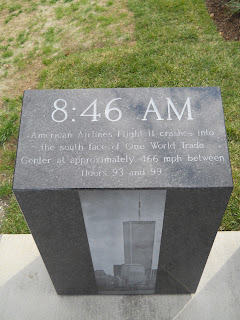 8:46 AM
American Airlines Flight 11 crashes into
the south face of One World Trade
Center at approximately 466 mph between
floors 93 and 99.